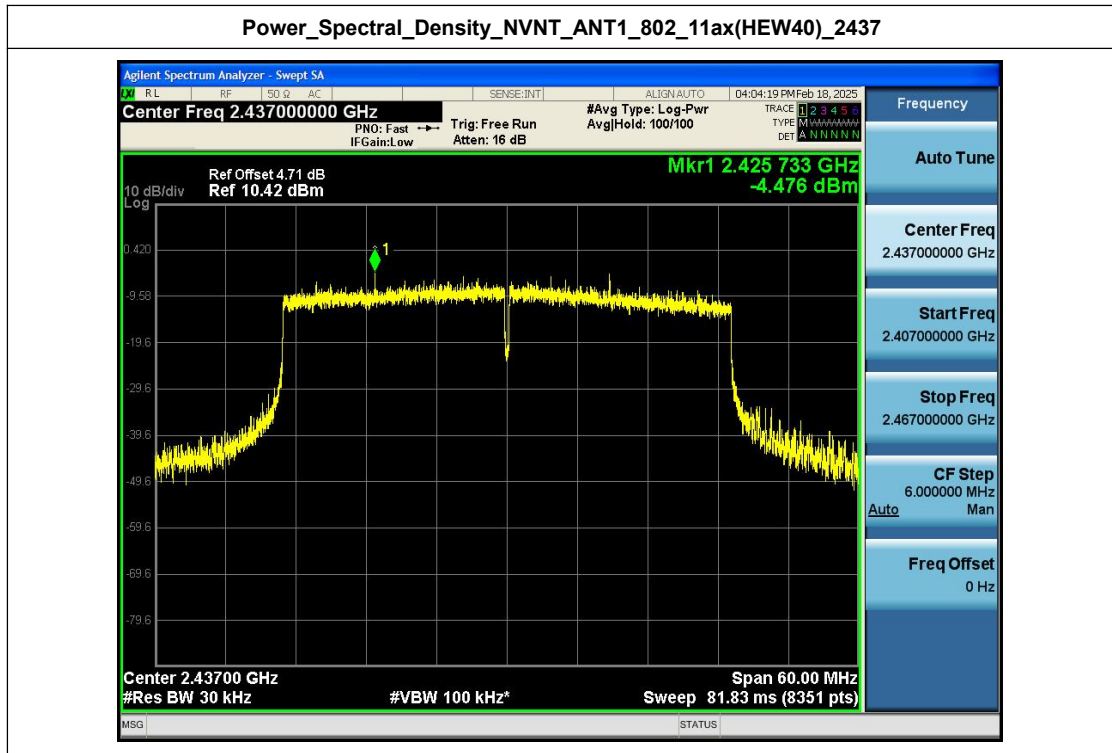 Power_Spectral_Density_NVNT_ANT1_802_11ax(HEW40)_2437
Agilent Spectrum Analyzer - Swept SA
LXI RL RF 50 Ω AC SENSE:INT ALIGNAUTO 04:04:19 PM Feb 18, 2025
Center Freq 2.437000000 GHz
PNO: Fast
IFGain:Low
Trig: Free Run
Atten: 16 dB
#Avg Type: Log-Pwr
Avg|Hold: 100/100
TRACE 1 2 3 4 5 6
TYPE M
DET A N N N N N
Ref Offset 4.71 dB
10 dB/div Ref 10.42 dBm
Log
Mkr1 2.425 733 GHz
-4.476 dBm
1
0.420
-9.58
-19.6
-29.6
-39.6
-49.6
-59.6
-69.6
-79.6
Center 2.43700 GHz Span 60.00 MHz
#Res BW 30 kHz #VBW 100 kHz* Sweep 81.83 ms (8351 pts)
MSG STATUS
Frequency
Auto Tune
Center Freq
2.437000000 GHz
Start Freq
2.407000000 GHz
Stop Freq
2.467000000 GHz
CF Step
6.000000 MHz
Auto Man
Freq Offset
0 Hz